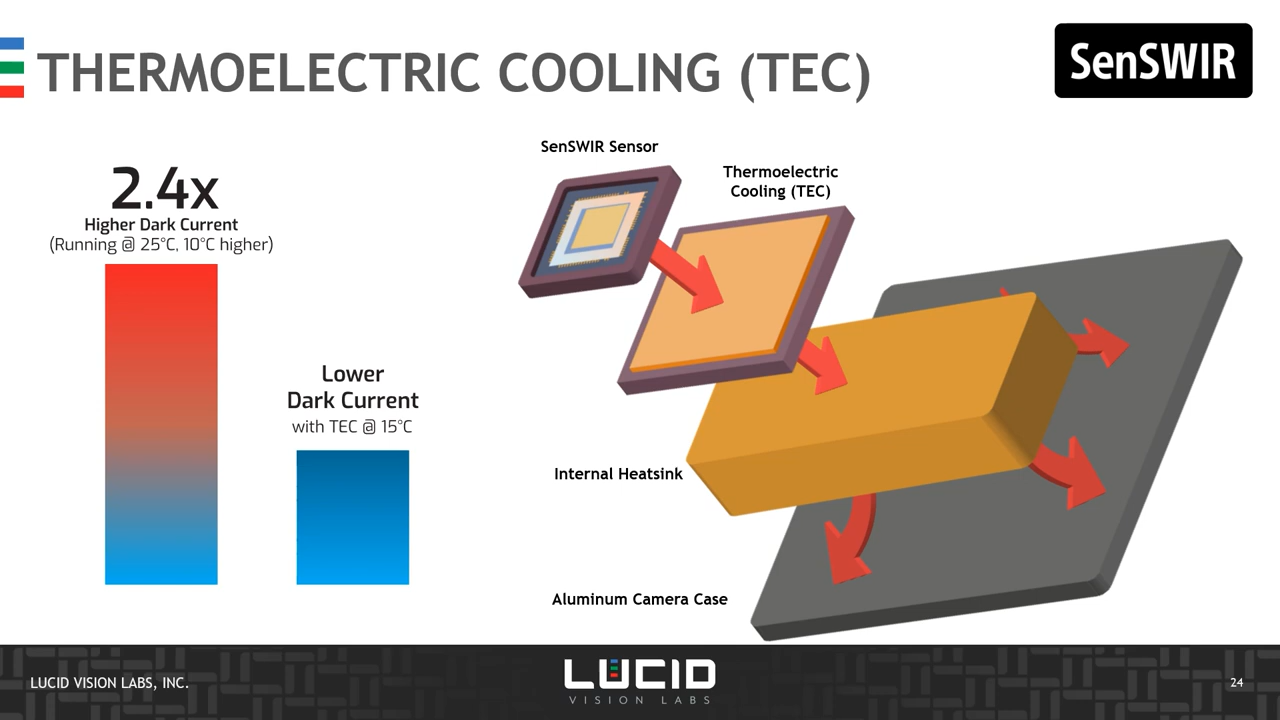 THERMOELECTRIC COOLING (TEC)
SenSWIR
2.4x
Higher Dark Current
(Running @ 25°C, 10°C higher)
Lower
Dark Current
with TEC @ 15°C
SenSWIR Sensor
Thermoelectric
Cooling (TEC)
Internal Heatsink
Aluminum Camera Case
LUCID VISION LABS, INC.
LUCID
VISION LABS
24